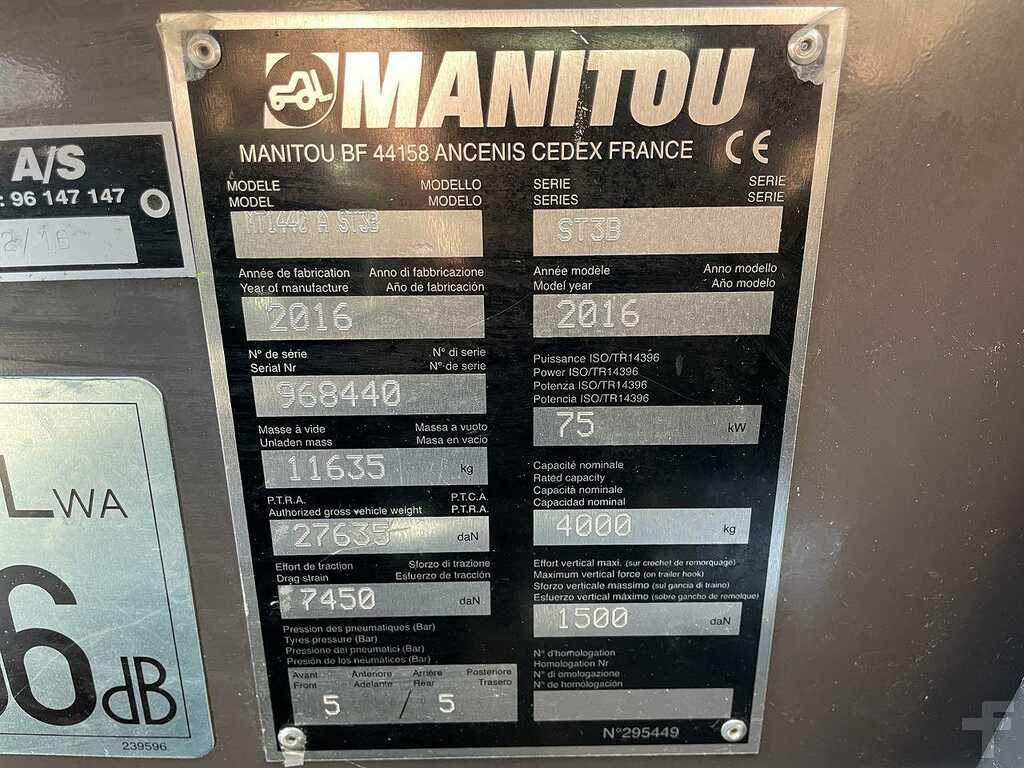 A/S
: 96 147 147
2/16
LWA
6 dB
239596
MANITOU
MANITOU BF 44158 ANCENIS CEDEX FRANCE CE
MODELE MODELLO
MODEL MODELO
MT1440 A ST3B
SERIE SERIE
SERIES SERIE
ST3B
Année de fabrication Anno di fabbricazione
Year of manufacture Año de fabricación
2016
Année modèle Anno modello
Model year Año modelo
2016
N° de série N° di serie
Serial Nr N° de serie
968440
Puissance ISO/TR14396
Power ISO/TR14396
Potenza ISO/TR14396
Potencia ISO/TR14396
75 kW
Masse à vide Massa a vuoto
Unladen mass Masa en vacio
11635 kg
Capacité nominale
Rated capacity
Capacità nominale
Capacidad nominal
4000 kg
P.T.R.A. P.T.C.A.
Authorized gross vehicle weight P.T.R.A.
27635 daN
Effort vertical maxi. (sur crochet de remorquage)
Maximum vertical force (on trailer hook)
Sforzo verticale massimo (sul gancia di traino)
Esfuerzo vertical máximo (sobre gancho de remolque)
1500 daN
Effort de traction Sforzo di trazione
Drag strain Esfuerzo de tracción
7450 daN
Pression des pneumatiques (Bar)
Tyres pressure (Bar)
Pressione dei pneumatici (Bar)
Presión de los neumáticos (Bar)
Avant Anteriore Arrière Posteriore
Front Adelante Rear Trasero
5 / 5
N° d'homologation
Homologation Nr
N° di omologazione
N° de homologación
N°295449